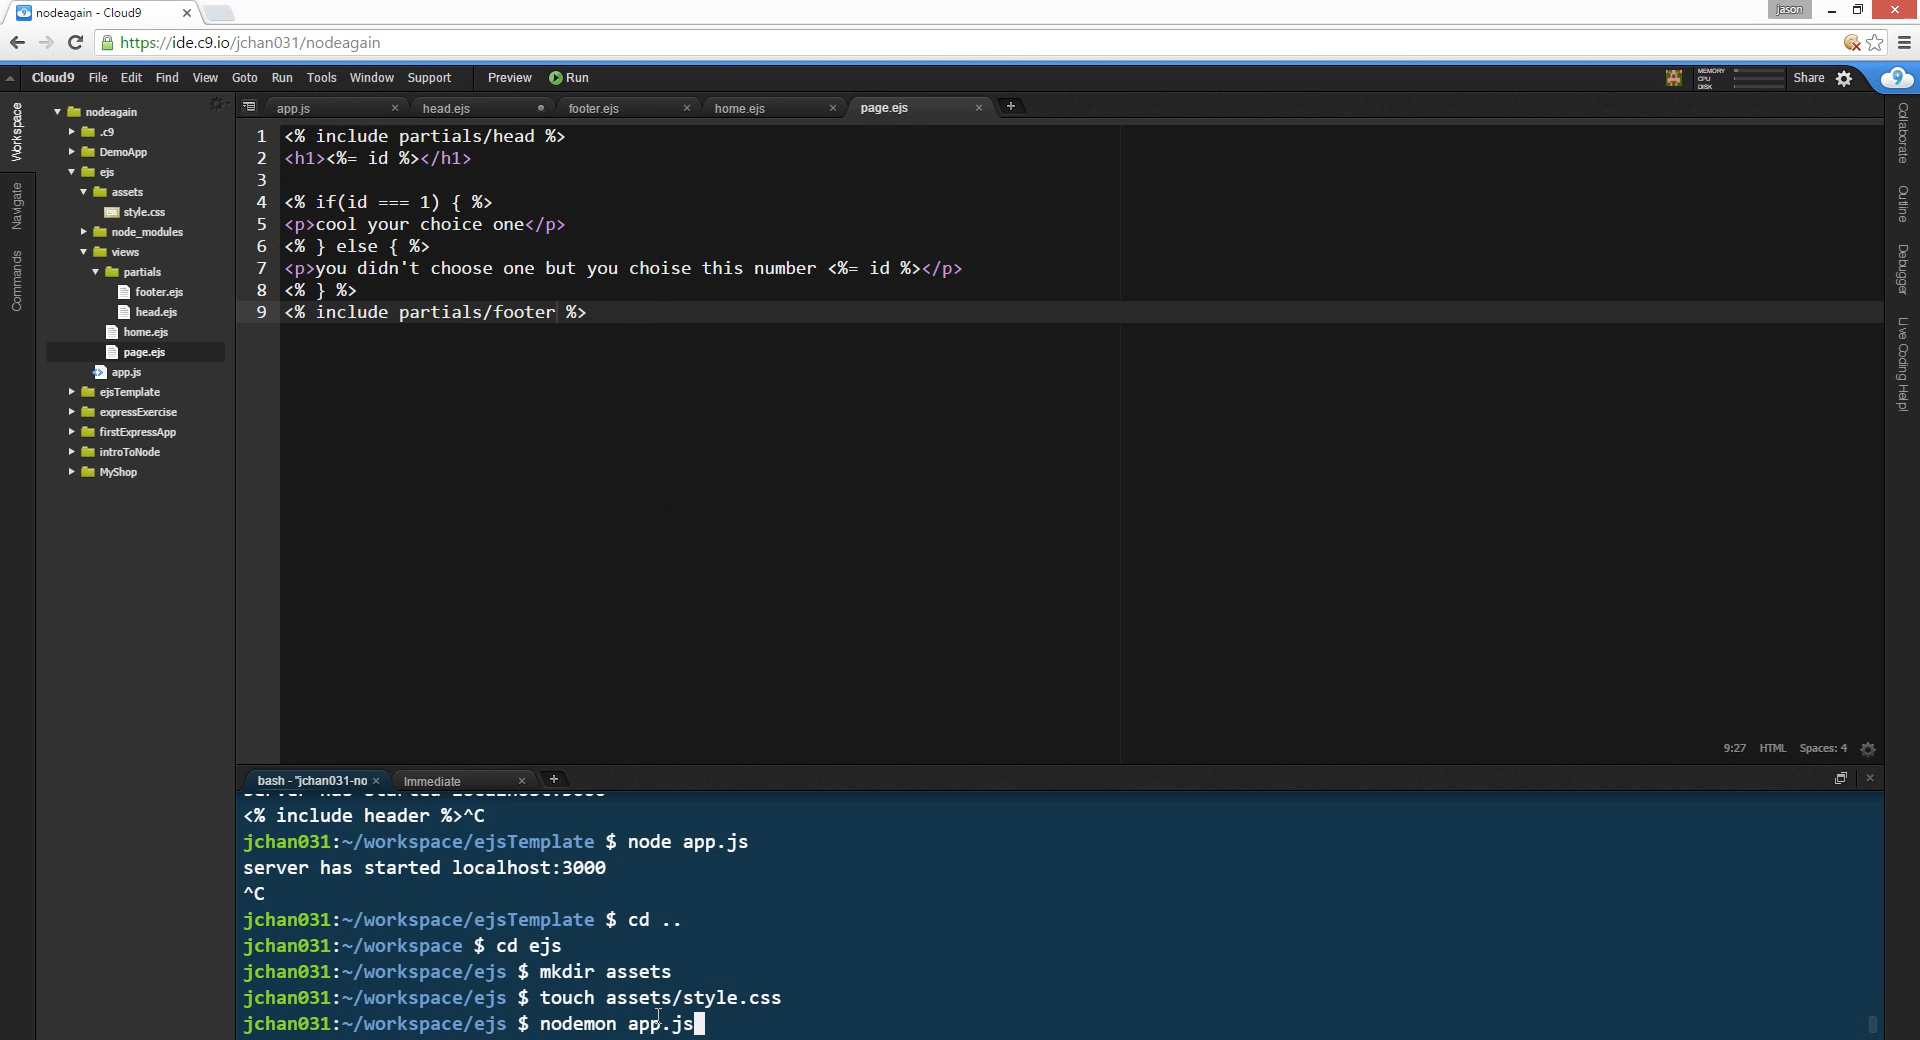 nodeagain - Cloud9
jason
https://ide.c9.io/jchan031/nodeagain
Cloud9 File Edit Find View Goto Run Tools Window Support Preview Run
MEMORY
CPU
DISK
Share
9
Workspace
Navigate
Commands
nodeagain
.c9
DemoApp
ejs
assets
style.css
node_modules
views
partials
footer.ejs
head.ejs
home.ejs
page.ejs
app.js
ejsTemplate
expressExercise
firstExpressApp
introToNode
MyShop
app.js head.ejs footer.ejs home.ejs page.ejs
1 <% include partials/head %>
2 <h1><%= id %></h1>
3
4 <% if(id === 1) { %>
5 <p>cool your choice one</p>
6 <% } else { %>
7 <p>you didn't choose one but you choise this number <%= id %></p>
8 <% } %>
9 <% include partials/footer %>
9:27 HTML Spaces: 4
Collaborate
Outline
Debugger
Live Coding Help!
bash - "jchan031-no Immediate
<% include header %>^C
jchan031:~/workspace/ejsTemplate $ node app.js
server has started localhost:3000
^C
jchan031:~/workspace/ejsTemplate $ cd ..
jchan031:~/workspace $ cd ejs
jchan031:~/workspace/ejs $ mkdir assets
jchan031:~/workspace/ejs $ touch assets/style.css
jchan031:~/workspace/ejs $ nodemon app.js